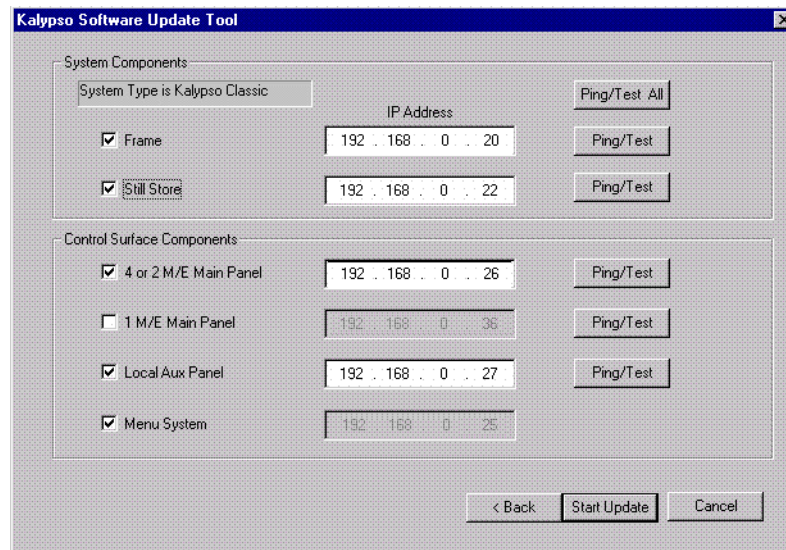 Kalypso Software Update Tool
System Components
System Type is Kalypso Classic
Ping/Test All
IP Address
Frame 192 . 168 . 0 . 20 Ping/Test
Still Store 192 . 168 . 0 . 22 Ping/Test
Control Surface Components
4 or 2 M/E Main Panel 192 . 168 . 0 . 26 Ping/Test
1 M/E Main Panel 192 . 168 . 0 . 36 Ping/Test
Local Aux Panel 192 . 168 . 0 . 27 Ping/Test
Menu System 192 . 168 . 0 . 25
< Back Start Update Cancel